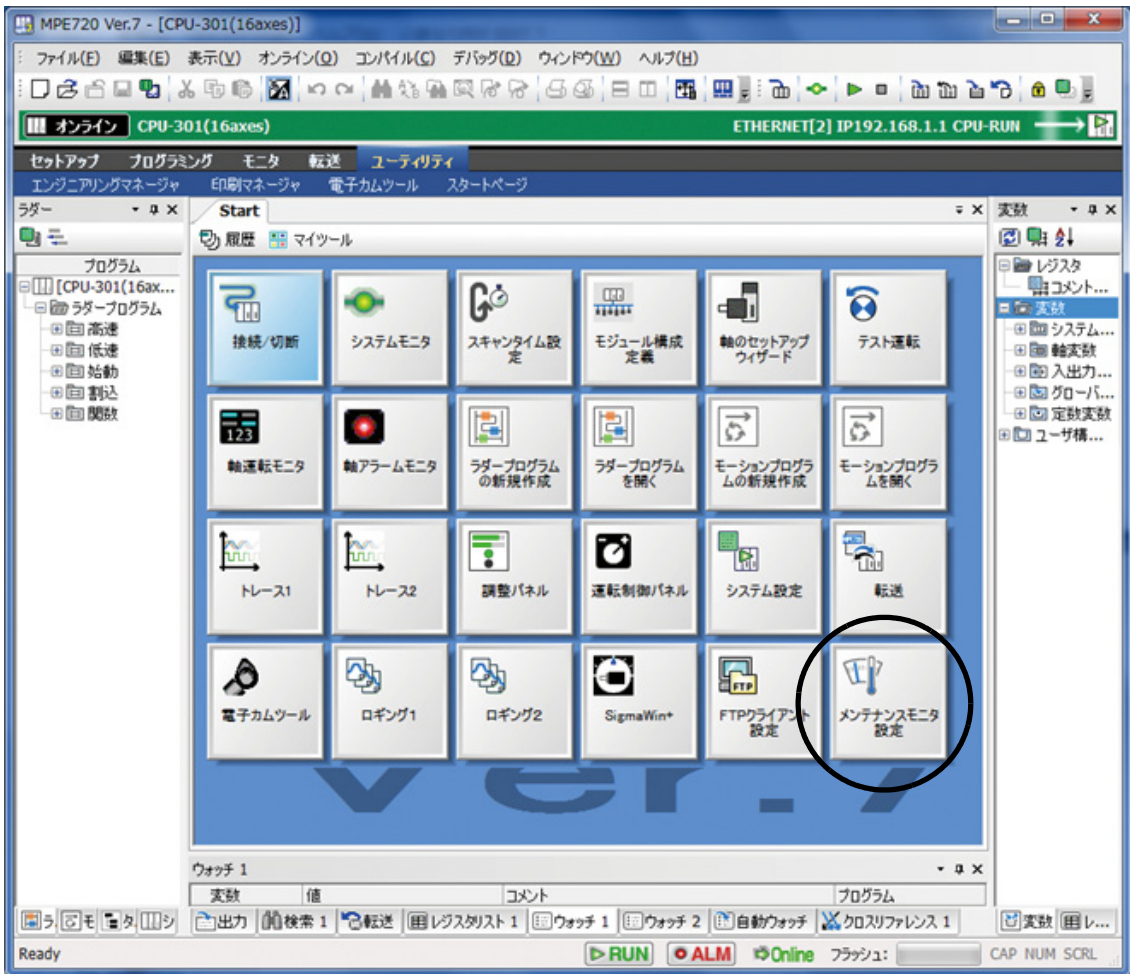 MPE720 Ver.7 - [CPU-301(16axes)]
ファイル(F) 編集(E) 表示(V) オンライン(O) コンパイル(C) デバッグ(D) ウィンドウ(W) ヘルプ(H)
オンライン CPU-301(16axes) ETHERNET[2] IP192.168.1.1 CPU-RUN
セットアップ プログラミング モニタ 転送 ユーティリティ
エンジニアリングマネージャ 印刷マネージャ 電子カムツール スタートページ
ラダー
プログラム
[CPU-301(16ax...
ラダープログラム
高速
低速
始動
割込
関数
Start
履歴 マイツール
接続/切断
システムモニタ
スキャンタイム設
定
モジュール構成
定義
軸のセットアップ
ウィザード
テスト運転
123
軸運転モニタ
軸アラームモニタ
ラダープログラム
の新規作成
ラダープログラム
を開く
モーションプログラ
ムの新規作成
モーションプログラ
ムを開く
トレース1
トレース2
調整パネル
運転制御パネル
システム設定
転送
電子カムツール
ロギング1
ロギング2
SigmaWin+
FTP
FTPクライアント
設定
メンテナンスモニタ
設定
ver.7
変数
レジスタ
コメント...
変数
システム...
軸変数
入出力...
グローバ...
定数変数
ユーザ構...
ウォッチ 1
変数 値 コメント プログラム
ラ. モ タ. シ 出力 検索 1 転送 レジスタリスト 1 ウォッチ 1 ウォッチ 2 自動ウォッチ クロスリファレンス 1 変数 レ...
Ready RUN ALM Online フラッシュ: CAP NUM SCRL